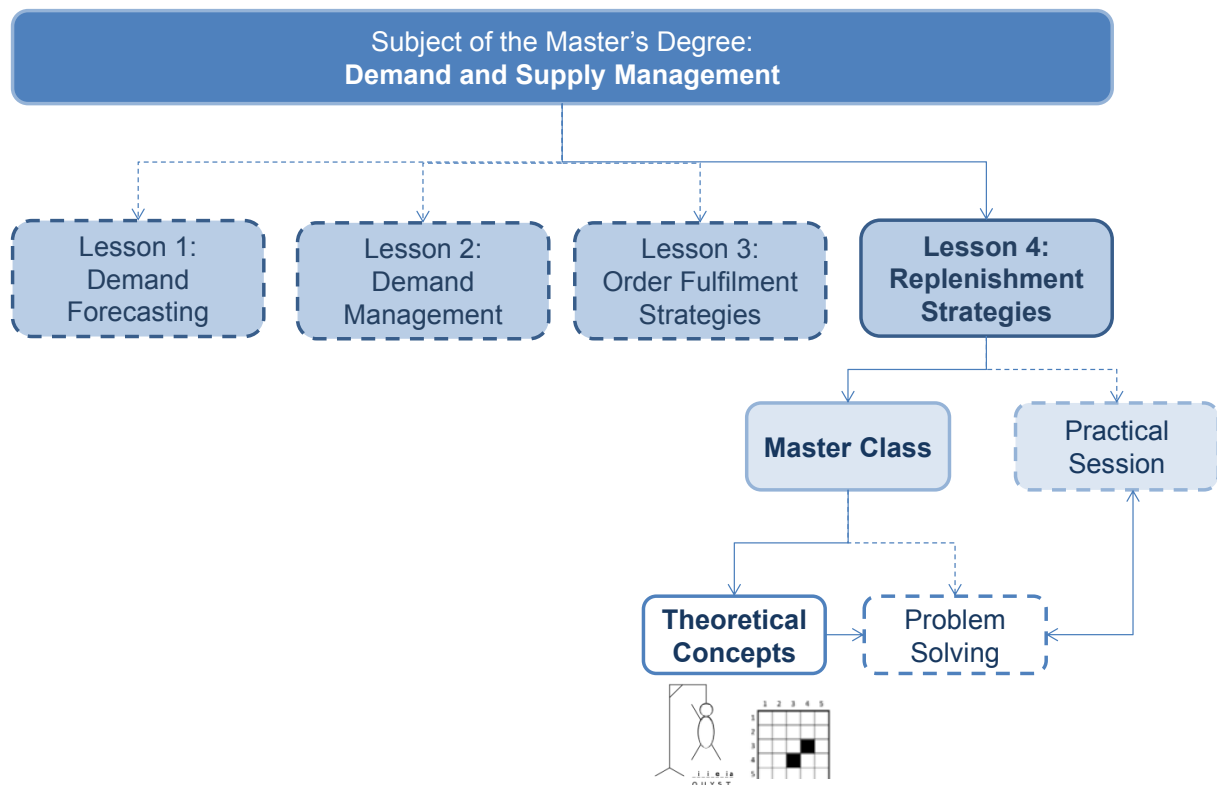 Subject of the Master’s Degree:
Demand and Supply Management
Lesson 1:
Demand
Forecasting
Lesson 2:
Demand
Management
Lesson 3:
Order Fulfilment
Strategies
Lesson 4:
Replenishment
Strategies
Master Class
Practical
Session
Theoretical
Concepts
Problem
Solving
1 2 3 4 5
1
2
3
4
5